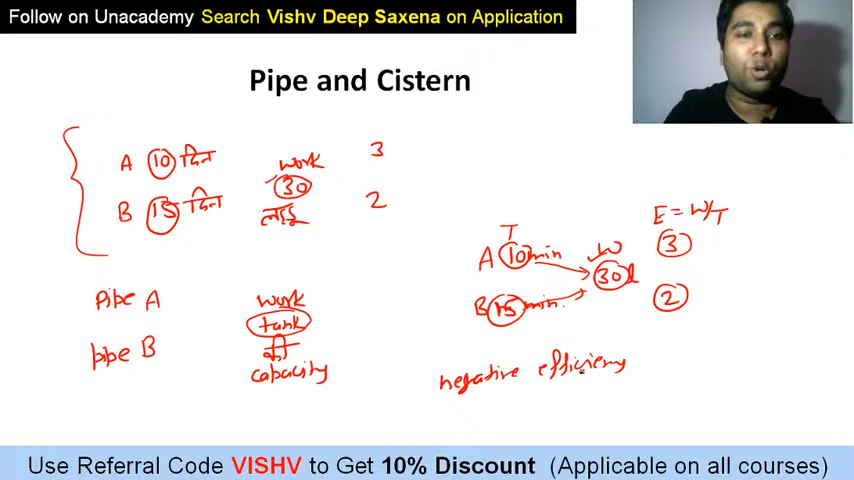 Follow on Unacademy Search Vishv Deep Saxena on Application
Pipe and Cistern
A 10 दिन work 3
B 15 दिन 30 2
लड्डू
Pipe A work
tank
pipe B की
capacity
T W E = W/T
A 10 min 30 l 3
B 15 min. 2
negative efficiency
Use Referral Code VISHV to Get 10% Discount (Applicable on all courses)